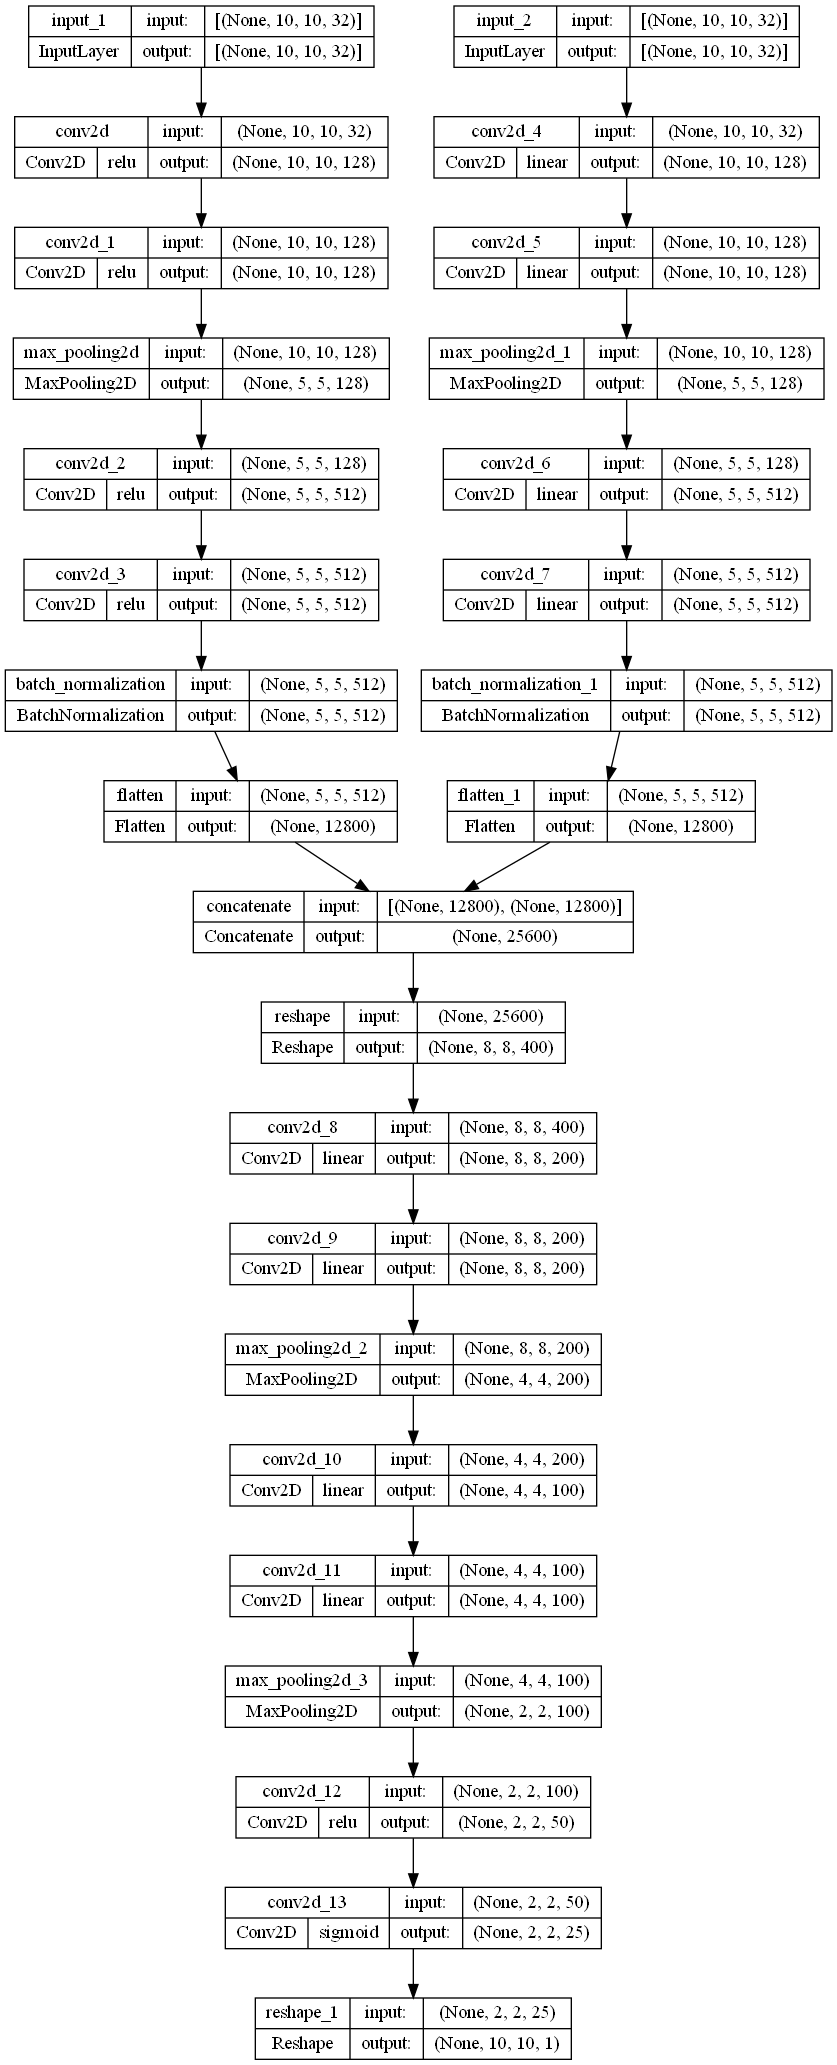 input_1 input: [(None, 10, 10, 32)]
InputLayer output: [(None, 10, 10, 32)]
input_2 input: [(None, 10, 10, 32)]
InputLayer output: [(None, 10, 10, 32)]
conv2d input: (None, 10, 10, 32)
Conv2D relu output: (None, 10, 10, 128)
conv2d_4 input: (None, 10, 10, 32)
Conv2D linear output: (None, 10, 10, 128)
conv2d_1 input: (None, 10, 10, 128)
Conv2D relu output: (None, 10, 10, 128)
conv2d_5 input: (None, 10, 10, 128)
Conv2D linear output: (None, 10, 10, 128)
max_pooling2d input: (None, 10, 10, 128)
MaxPooling2D output: (None, 5, 5, 128)
max_pooling2d_1 input: (None, 10, 10, 128)
MaxPooling2D output: (None, 5, 5, 128)
conv2d_2 input: (None, 5, 5, 128)
Conv2D relu output: (None, 5, 5, 512)
conv2d_6 input: (None, 5, 5, 128)
Conv2D linear output: (None, 5, 5, 512)
conv2d_3 input: (None, 5, 5, 512)
Conv2D relu output: (None, 5, 5, 512)
conv2d_7 input: (None, 5, 5, 512)
Conv2D linear output: (None, 5, 5, 512)
batch_normalization input: (None, 5, 5, 512)
BatchNormalization output: (None, 5, 5, 512)
batch_normalization_1 input: (None, 5, 5, 512)
BatchNormalization output: (None, 5, 5, 512)
flatten input: (None, 5, 5, 512)
Flatten output: (None, 12800)
flatten_1 input: (None, 5, 5, 512)
Flatten output: (None, 12800)
concatenate input: [(None, 12800), (None, 12800)]
Concatenate output: (None, 25600)
reshape input: (None, 25600)
Reshape output: (None, 8, 8, 400)
conv2d_8 input: (None, 8, 8, 400)
Conv2D linear output: (None, 8, 8, 200)
conv2d_9 input: (None, 8, 8, 200)
Conv2D linear output: (None, 8, 8, 200)
max_pooling2d_2 input: (None, 8, 8, 200)
MaxPooling2D output: (None, 4, 4, 200)
conv2d_10 input: (None, 4, 4, 200)
Conv2D linear output: (None, 4, 4, 100)
conv2d_11 input: (None, 4, 4, 100)
Conv2D linear output: (None, 4, 4, 100)
max_pooling2d_3 input: (None, 4, 4, 100)
MaxPooling2D output: (None, 2, 2, 100)
conv2d_12 input: (None, 2, 2, 100)
Conv2D relu output: (None, 2, 2, 50)
conv2d_13 input: (None, 2, 2, 50)
Conv2D sigmoid output: (None, 2, 2, 25)
reshape_1 input: (None, 2, 2, 25)
Reshape output: (None, 10, 10, 1)